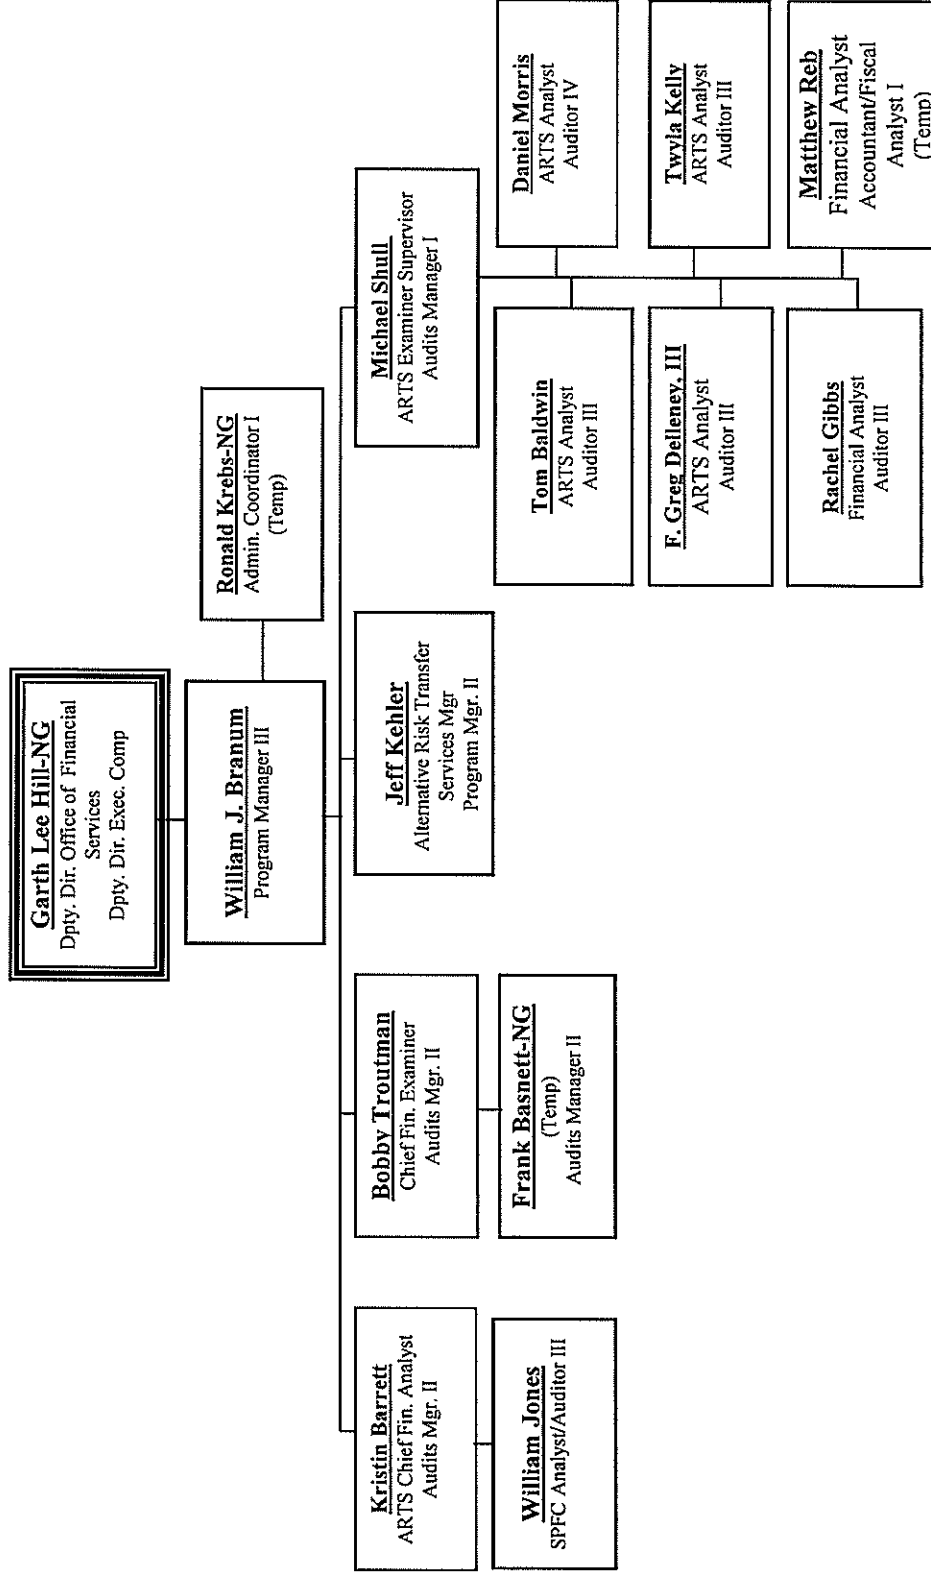 Garth Lee Hill-NG
Dpty. Dir. Office of Financial
Services
Dpty. Dir. Exec. Comp
William J. Branum
Program Manager III
Ronald Krebs-NG
Admin. Coordinator I
(Temp)
Kristin Barrett
ARTS Chief Fin. Analyst
Audits Mgr. II
Bobby Troutman
Chief Fin. Examiner
Audits Mgr. II
Jeff Kehler
Alternative Risk Transfer
Services Mgr
Program Mgr. II
Michael Shull
ARTS Examiner Supervisor
Audits Manager I
William Jones
SPFC Analyst/Auditor III
Frank Basnett-NG
(Temp)
Audits Manager II
Tom Baldwin
ARTS Analyst
Auditor III
Daniel Morris
ARTS Analyst
Auditor IV
F. Greg Delleney, III
ARTS Analyst
Auditor III
Twyla Kelly
ARTS Analyst
Auditor III
Rachel Gibbs
Financial Analyst
Auditor III
Matthew Reb
Financial Analyst
Accountant/Fiscal
Analyst I
(Temp)